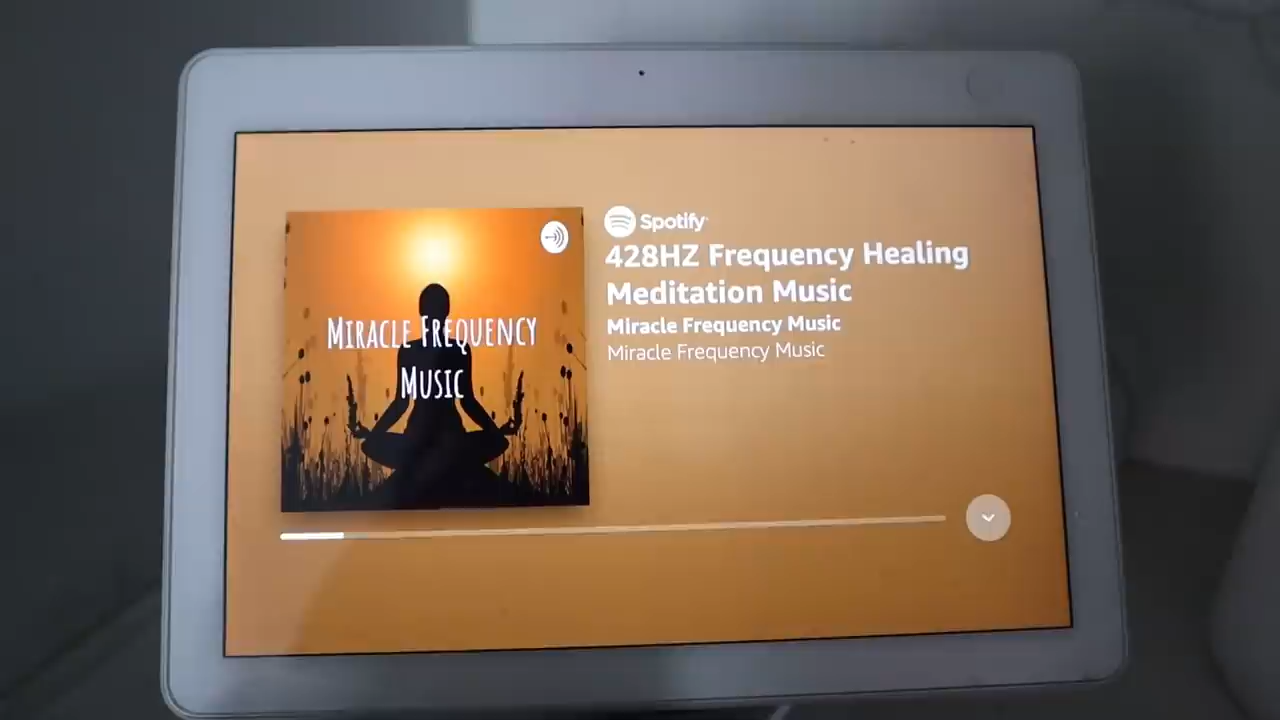 Miracle Frequency
Music
Spotify
428HZ Frequency Healing
Meditation Music
Miracle Frequency Music
Miracle Frequency Music